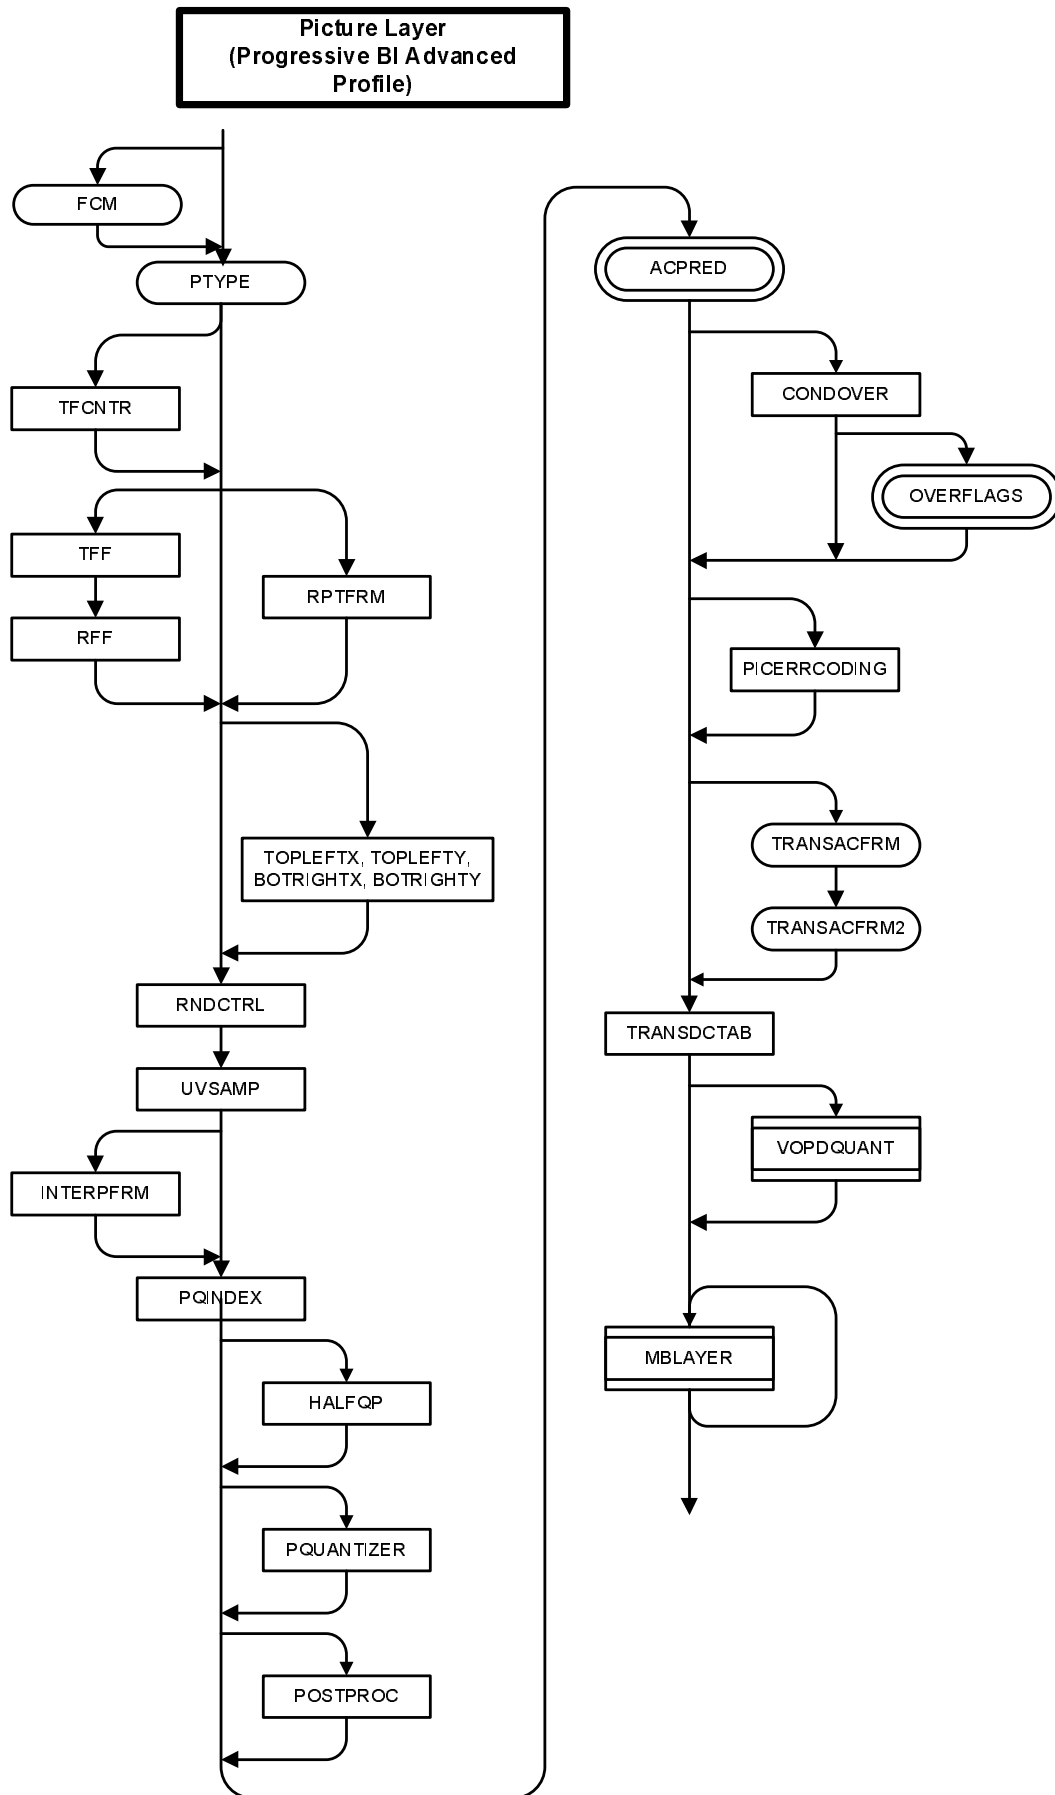 Picture Layer
(Progressive BI Advanced
Profile)
FCM
PTYPE
TFCNTR
TFF
RPTFRM
RFF
TOPLEFTX, TOPLEFTY,
BOTRIGHTX, BOTRIGHTY
RNDCTRL
UVSAMP
INTERPFRM
PQINDEX
HALFQP
PQUANTIZER
POSTPROC
ACPRED
CONDOVER
OVERFLAGS
PICERRCODING
TRANSACFRM
TRANSACFRM2
TRANSDCTAB
VOPDQUANT
MBLAYER